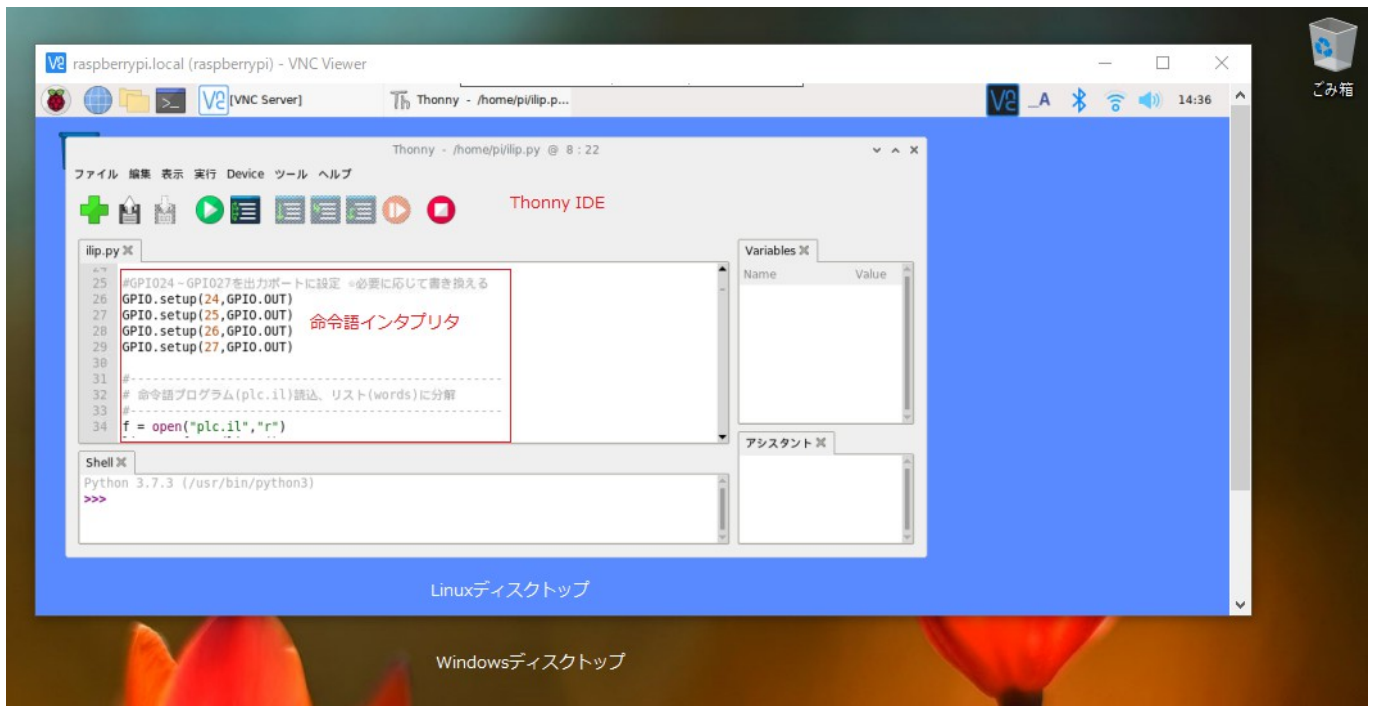 raspberrypi.local (raspberrypi) - VNC Viewer
ごみ箱
[VNC Server]
Thonny - /home/pi/ilip.p...
_A
14:36
Thonny - /home/pi/ilip.py @ 8 : 22
ファイル 編集 表示 実行 Device ツール ヘルプ
Thonny IDE
ilip.py
Variables
Name Value
24
25 #GPIO24~GPIO27を出力ポートに設定 ※必要に応じて書き換える
26 GPIO.setup(24,GPIO.OUT)
27 GPIO.setup(25,GPIO.OUT)
命令語インタプリタ
28 GPIO.setup(26,GPIO.OUT)
29 GPIO.setup(27,GPIO.OUT)
30
31 #--------------------------------------------------
32 # 命令語プログラム(plc.il)読込、リスト(words)に分解
33 #--------------------------------------------------
34 f = open("plc.il","r")
アシスタント
Shell
Python 3.7.3 (/usr/bin/python3)
>>>
Linuxディスクトップ
Windowsディスクトップ